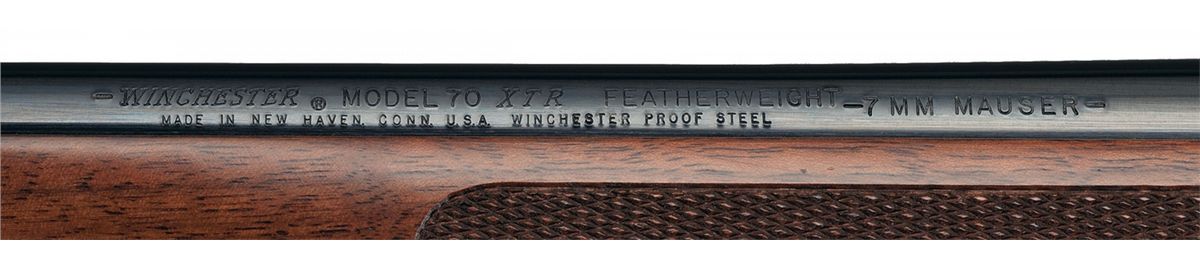 -WINCHESTER® MODEL 70 XTR FEATHERWEIGHT -7 MM MAUSER-
MADE IN NEW HAVEN, CONN. U.S.A. WINCHESTER PROOF STEEL